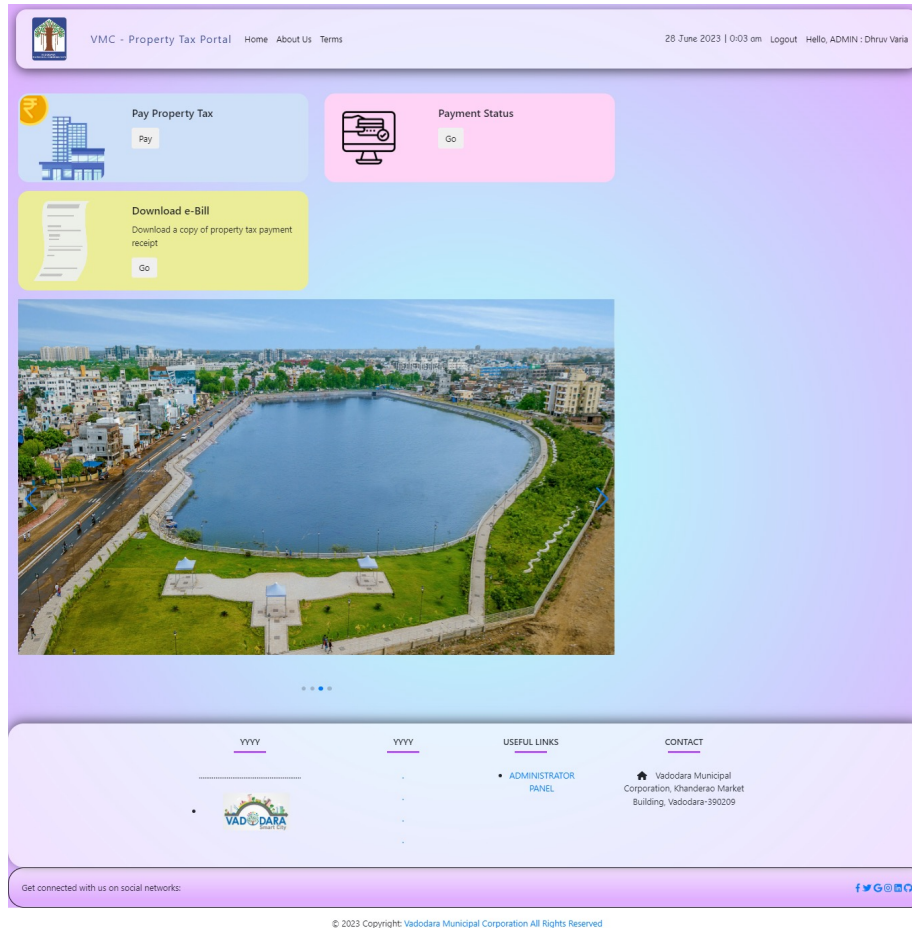 VMC - Property Tax Portal Home About Us Terms 28 June 2023 | 0:03 am Logout Hello, ADMIN : Dhruv Varia
Pay Property Tax
Pay
Payment Status
Go
Download e-Bill
Download a copy of property tax payment
receipt
Go
YYYY
YYYY
USEFUL LINKS
ADMINISTRATOR
PANEL
CONTACT
Vadodara Municipal
Corporation, Khanderao Market
Building, Vadodara-390209
VADODARA
Smart City
Get connected with us on social networks:
© 2023 Copyright: Vadodara Municipal Corporation All Rights Reserved